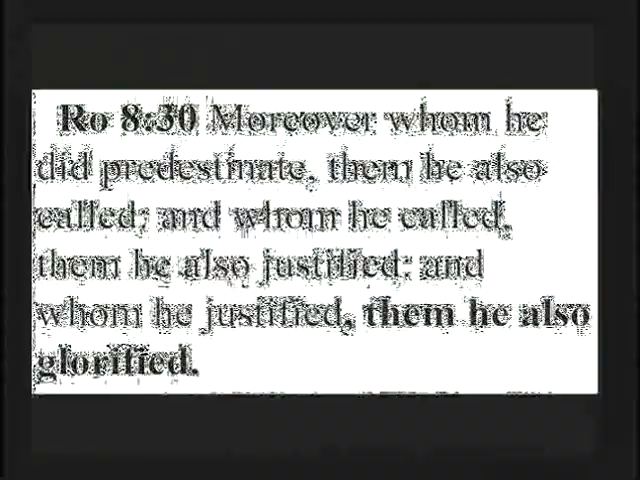 Ro 8:30 Moreover whom he
did predestinate, them he also
called; and whom he called,
them he also justified: and
whom he justified, them he also
glorified.